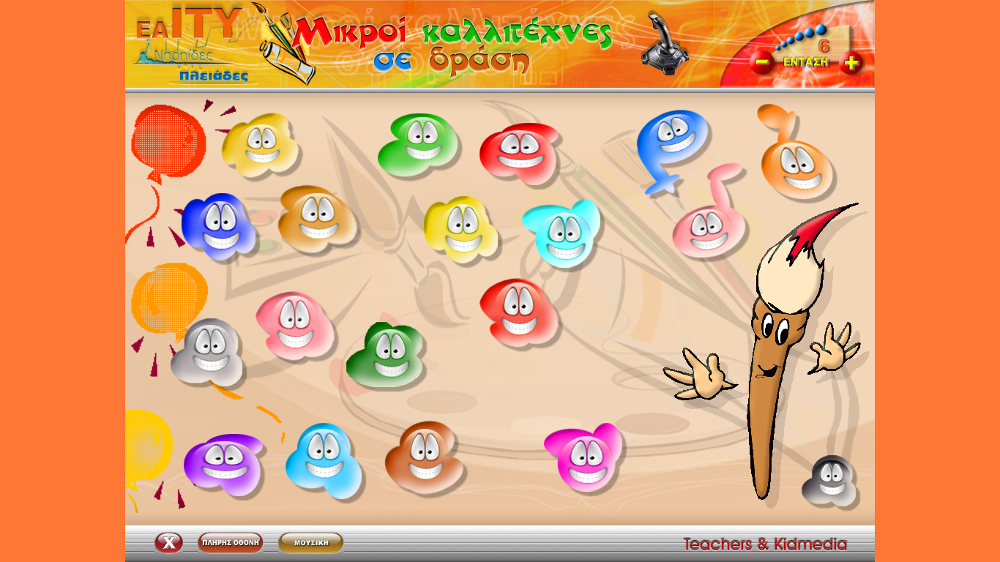 ΕΑΙΤΥ
Νηρηίδες
Πλειάδες
Μικροί καλλιτέχνες
σε δράση
6
ΕΝΤΑΣΗ
X
ΠΛΗΡΗΣ ΟΘΟΝΗ
ΜΟΥΣΙΚΗ
Teachers & Kidmedia